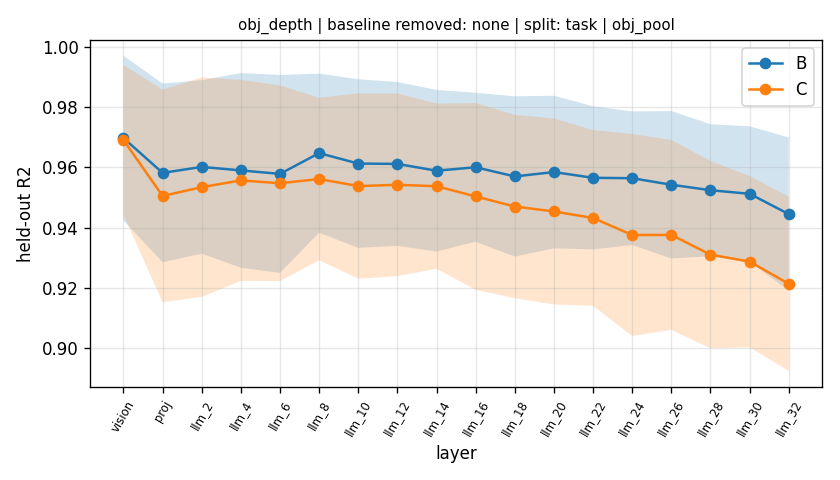 obj_depth | baseline removed: none | split: task | obj_pool
1.00
0.98
0.96
0.94
0.92
0.90
held-out R2
B
C
vision
proj
llm_2
llm_4
llm_6
llm_8
llm_10
llm_12
llm_14
llm_16
llm_18
llm_20
llm_22
llm_24
llm_26
llm_28
llm_30
llm_32
layer